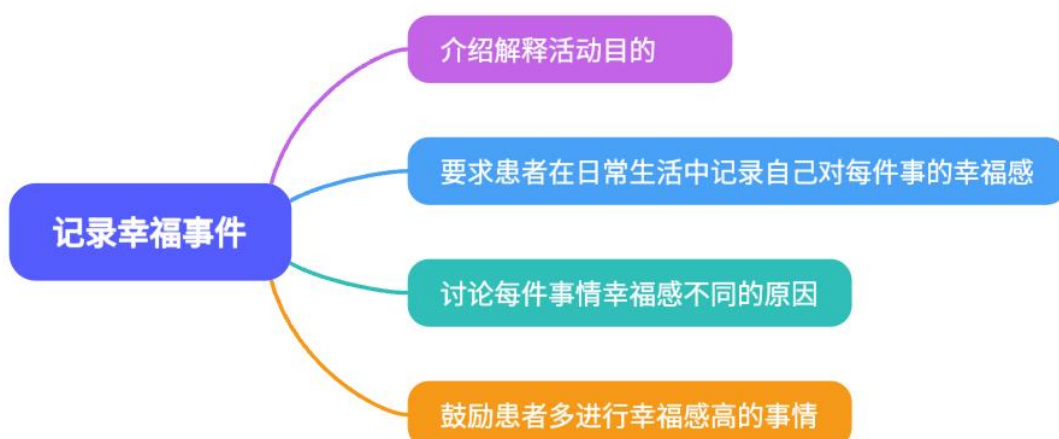 介绍解释活动目的
要求患者在日常生活中记录自己对每件事的幸福感
记录幸福事件
讨论每件事情幸福感不同的原因
鼓励患者多进行幸福感高的事情